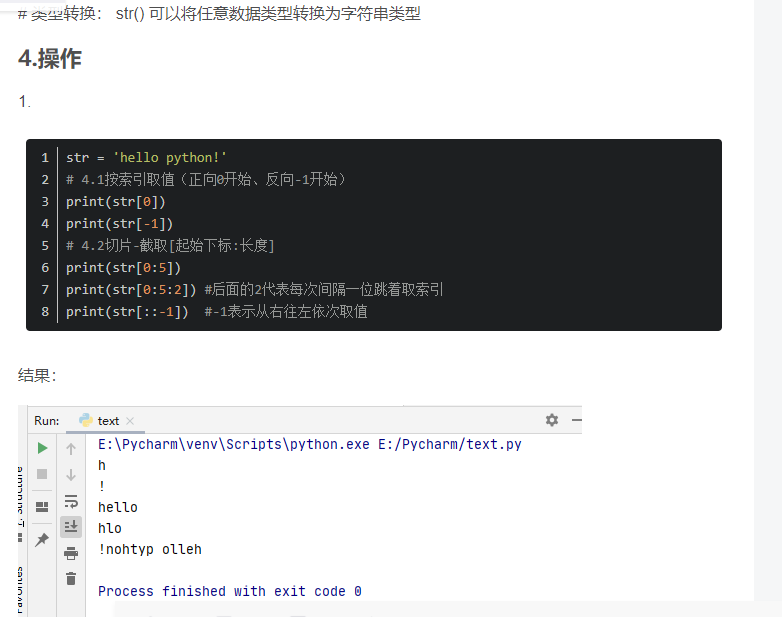 # 类型转换： str() 可以将任意数据类型转换为字符串类型
4.操作
1.
1 str = 'hello python!'
2 # 4.1按索引取值（正向0开始、反向-1开始）
3 print(str[0])
4 print(str[-1])
5 # 4.2切片-截取[起始下标:长度]
6 print(str[0:5])
7 print(str[0:5:2]) #后面的2代表每次间隔一位跳着取索引
8 print(str[::-1])  #-1表示从右往左依次取值
结果：
Run: text
E:\Pycharm\venv\Scripts\python.exe E:/Pycharm/text.py
h
!
hello
hlo
!nohtyp olleh
Process finished with exit code 0